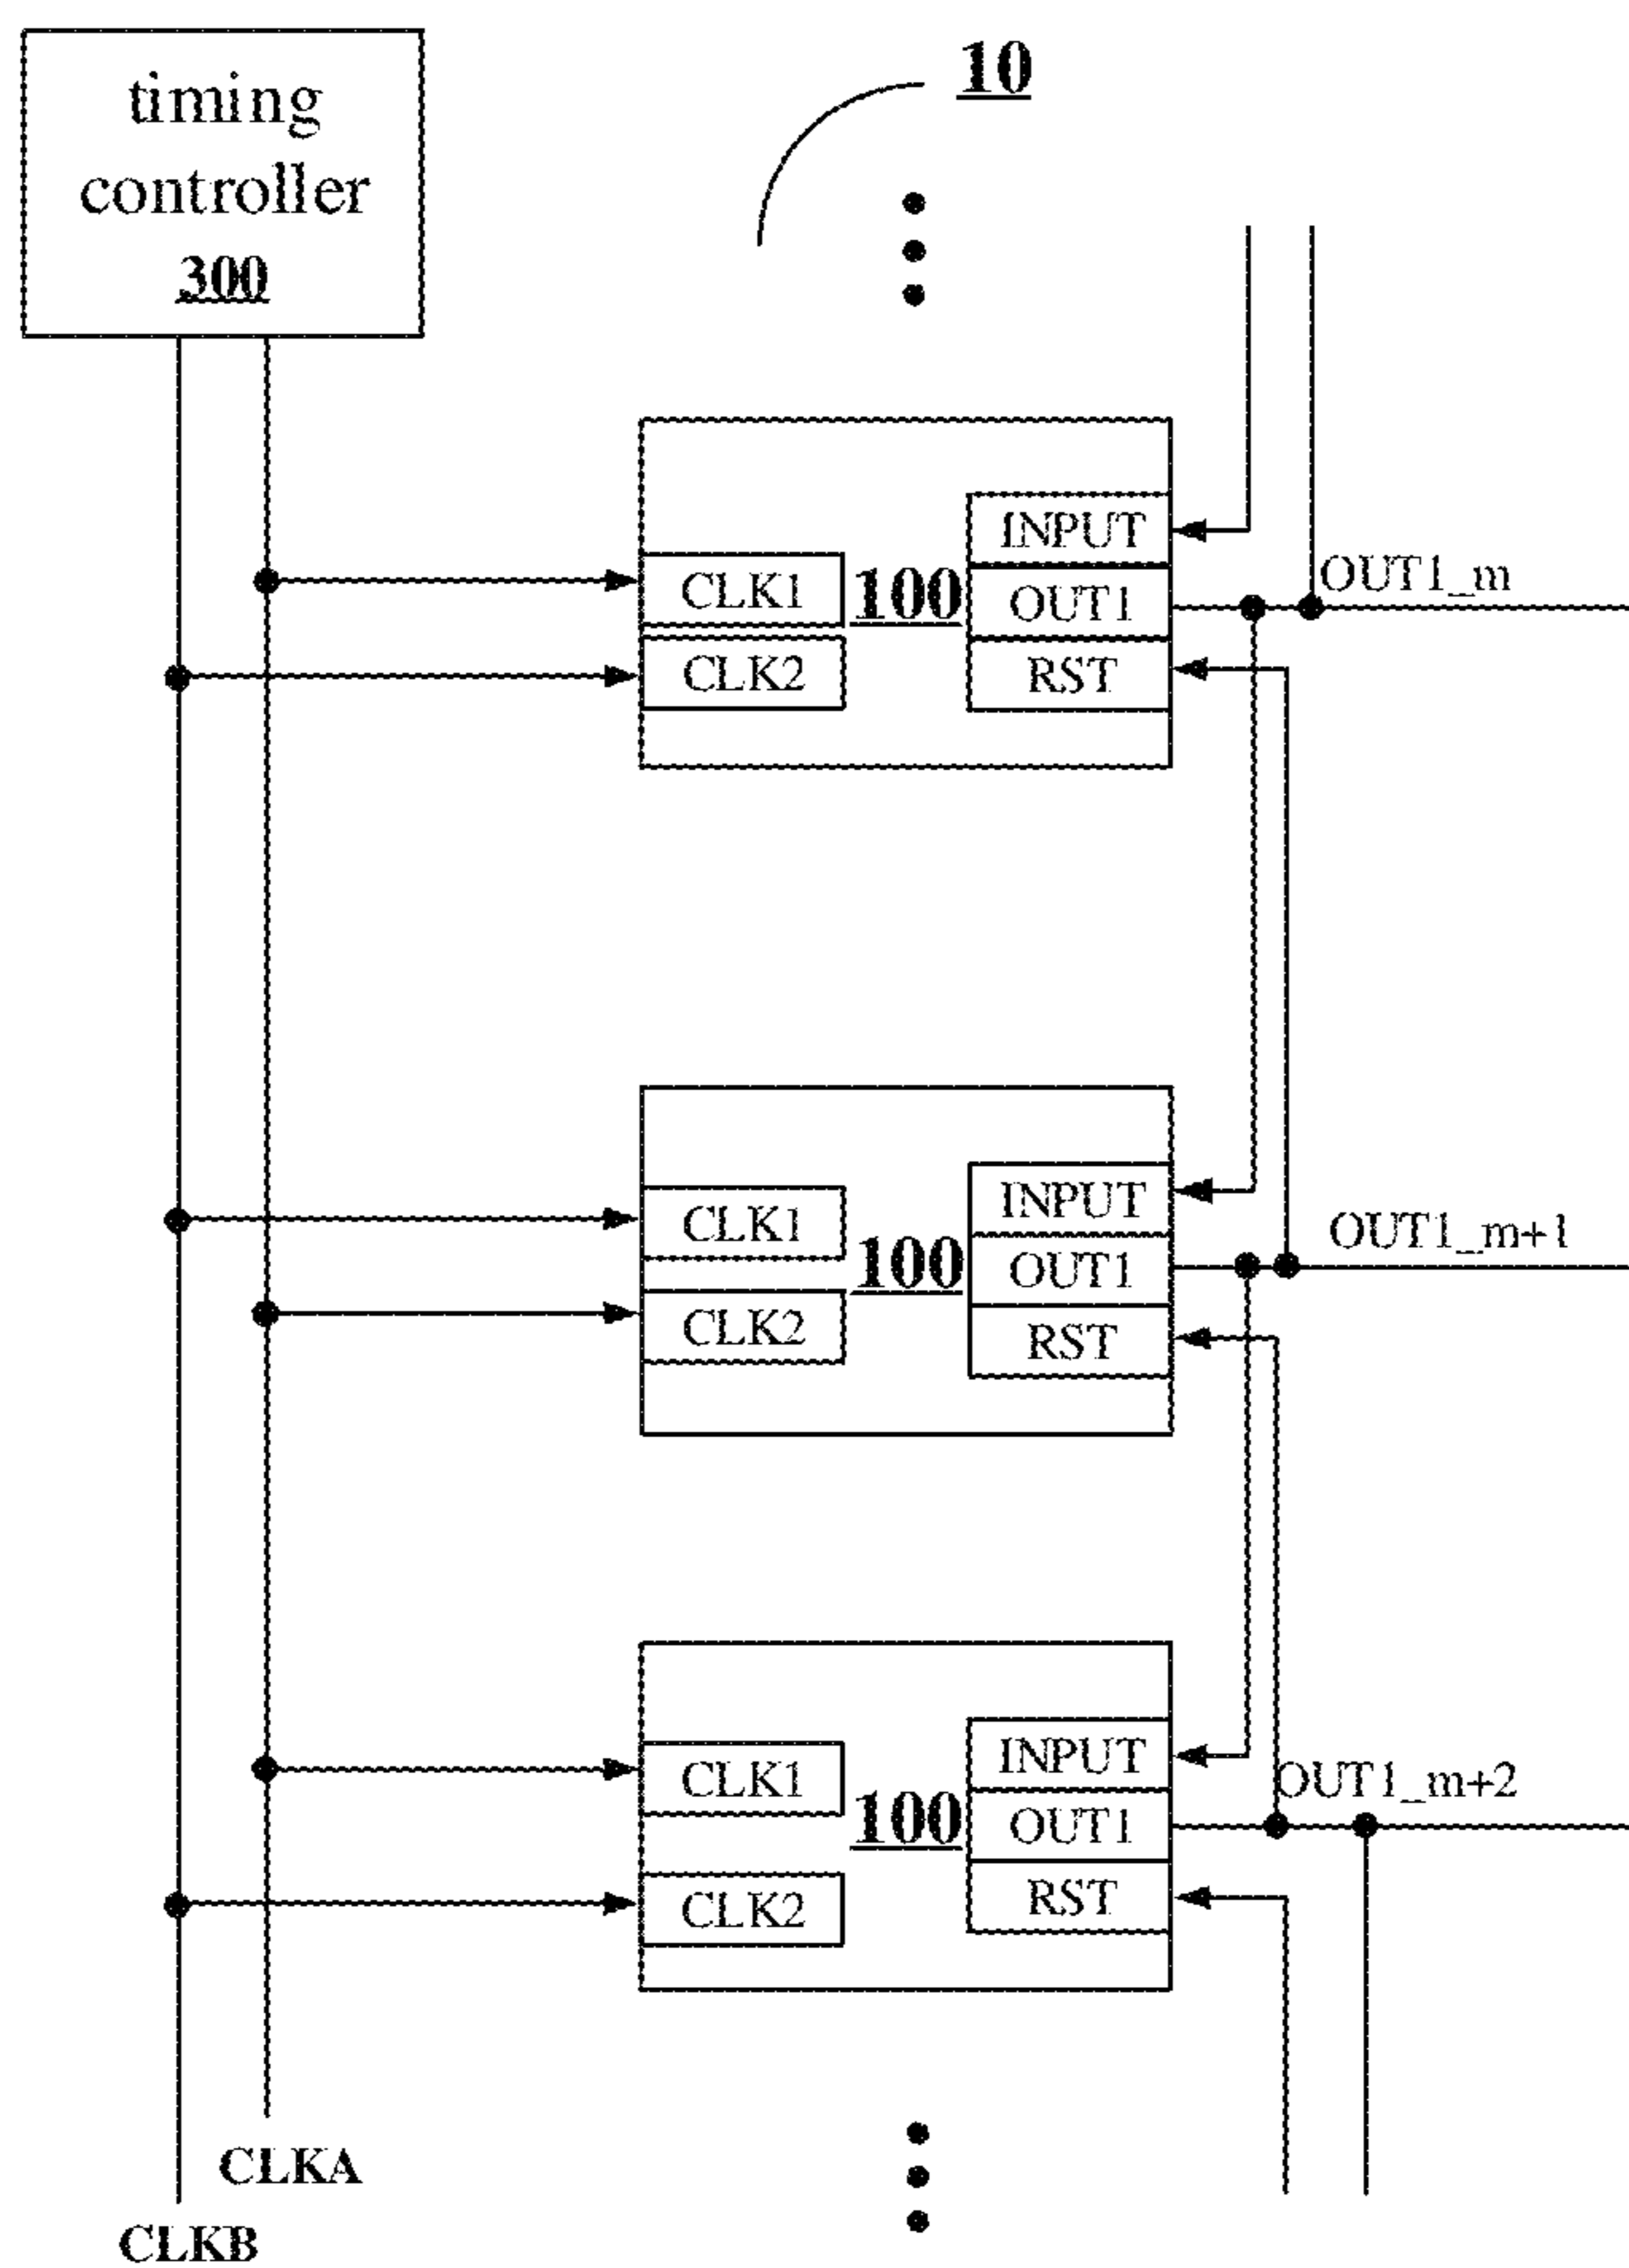 timing
controller
300
10
INPUT
CLK1
100
OUT1
OUT1_m
CLK2
RST
INPUT
CLK1
100
OUT1
OUT1_m+1
CLK2
RST
INPUT
CLK1
100
OUT1
OUT1_m+2
CLK2
RST
CLKA
CLKB